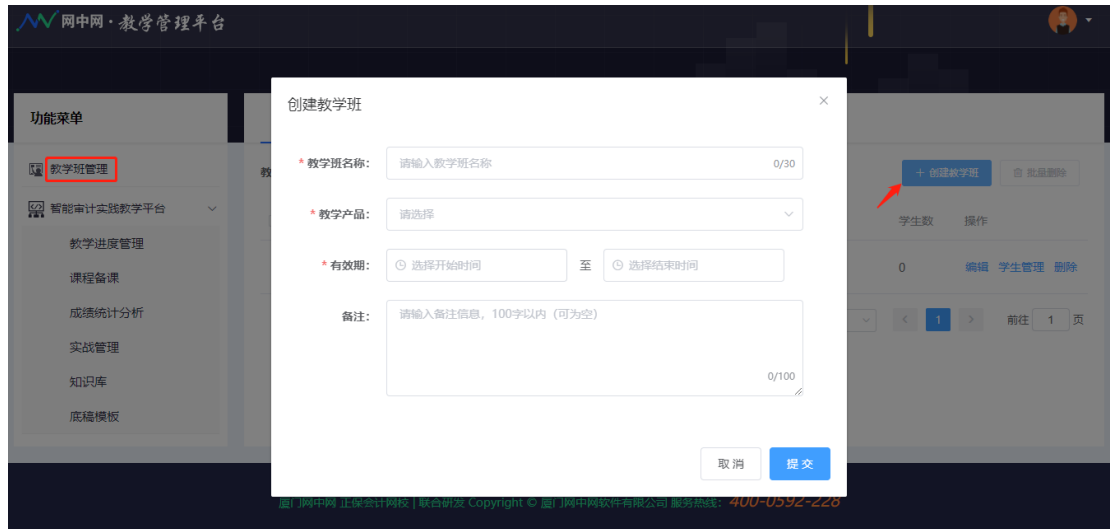 网中网·教学管理平台
功能菜单
教学班管理
智能审计实践教学平台
教学进度管理
课程备课
成绩统计分析
实战管理
知识库
底稿模板
教
+ 创建教学班
批量删除
学生数 操作
0 编辑 学生管理 删除
1 前往 1 页
创建教学班
* 教学班名称: 请输入教学班名称 0/30
* 教学产品: 请选择
* 有效期: 选择开始时间 至 选择结束时间
备注: 请输入备注信息,100字以内(可为空)
0/100
取消 提交
厦门网中网 正保会计网校 | 联合研发 Copyright © 厦门网中网软件有限公司 服务热线: 400-0592-228